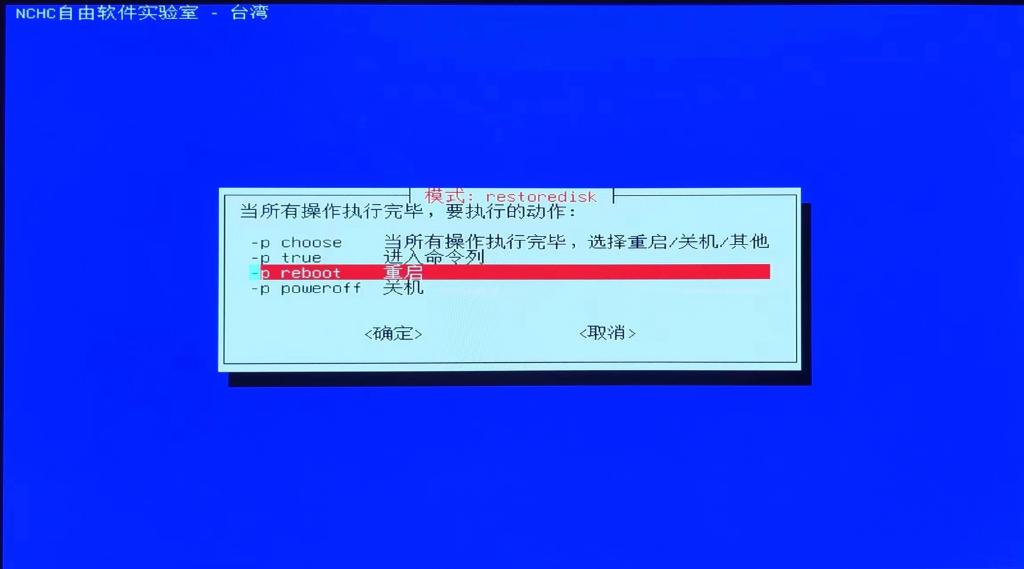 NCHC自由软件实验室 - 台湾
模式: restoredisk
当所有操作执行完毕，要执行的动作：
-p choose 当所有操作执行完毕，选择重启/关机/其他
-p true 进入命令列
-p reboot 重启
-p poweroff 关机
<确定> <取消>